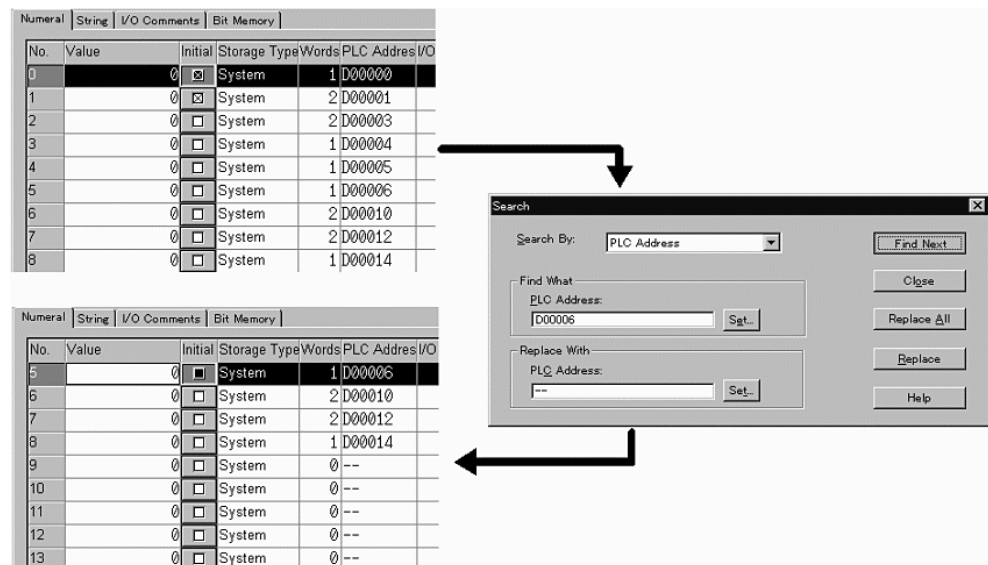 Numeral String I/O Comments Bit Memory
No. Value Initial Storage Type Words PLC Addres I/O
0 0 System 1 D00000
1 0 System 2 D00001
2 0 System 2 D00003
3 0 System 1 D00004
4 0 System 1 D00005
5 0 System 1 D00006
6 0 System 2 D00010
7 0 System 2 D00012
8 0 System 1 D00014
Search
Search By: PLC Address Find Next
Find What Close
PLC Address:
D00006 Set... Replace All
Replace With Replace
PLC Address:
-- Set... Help
Numeral String I/O Comments Bit Memory
No. Value Initial Storage Type Words PLC Addres I/O
5 0 System 1 D00006
6 0 System 2 D00010
7 0 System 2 D00012
8 0 System 1 D00014
9 0 System 0 --
10 0 System 0 --
11 0 System 0 --
12 0 System 0 --
13 0 System 0 --